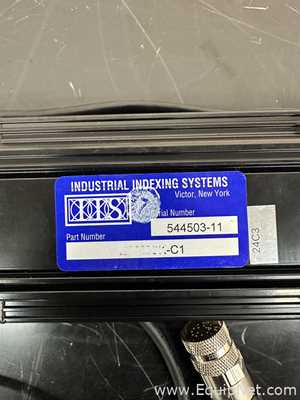 INDUSTRIAL INDEXING SYSTEMS
Victor, New York
IIS
Serial Number
544503-11
Part Number
-C1
24C3
www.EquipNet.com